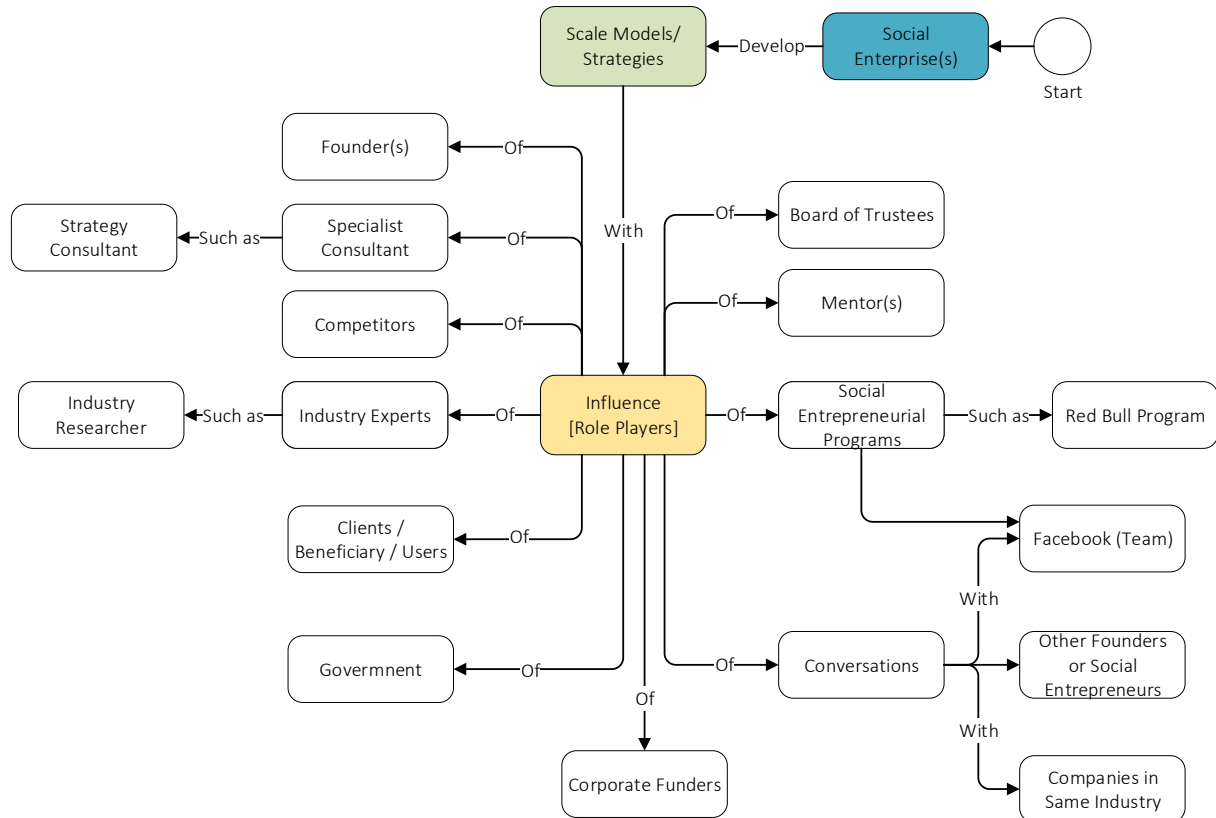 Scale Models/
Strategies
Develop
Social
Enterprise(s)
Start
Founder(s)
Of
With
Strategy
Consultant
Such as
Specialist
Consultant
Of
Of
Board of Trustees
Competitors
Of
Of
Mentor(s)
Industry
Researcher
Such as
Industry Experts
Of
Influence
[Role Players]
Of
Social
Entrepreneurial
Programs
Such as
Red Bull Program
Clients /
Beneficiary / Users
Of
Facebook (Team)
With
Govermnent
Of
Of
Conversations
Other Founders
or Social
Entrepreneurs
Of
With
Corporate Funders
Companies in
Same Industry